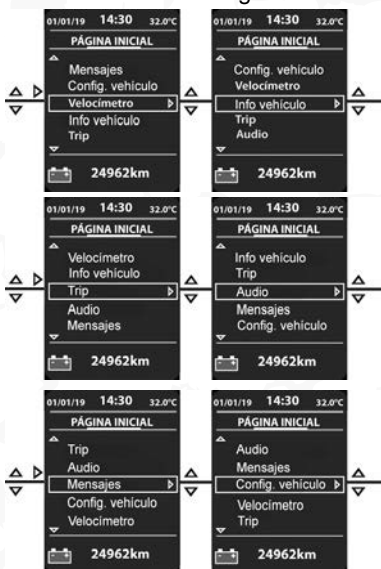 01/01/19 14:30 32.0°C
PÁGINA INICIAL
Mensajes
Config. vehículo
Velocímetro
Info vehículo
Trip
24962km
01/01/19 14:30 32.0°C
PÁGINA INICIAL
Config. vehículo
Velocímetro
Info vehículo
Trip
Audio
24962km
01/01/19 14:30 32.0°C
PÁGINA INICIAL
Velocímetro
Info vehículo
Trip
Audio
Mensajes
24962km
01/01/19 14:30 32.0°C
PÁGINA INICIAL
Info vehículo
Trip
Audio
Mensajes
Config. vehículo
24962km
01/01/19 14:30 32.0°C
PÁGINA INICIAL
Trip
Audio
Mensajes
Config. vehículo
Velocímetro
24962km
01/01/19 14:30 32.0°C
PÁGINA INICIAL
Audio
Mensajes
Config. vehículo
Velocímetro
Trip
24962km